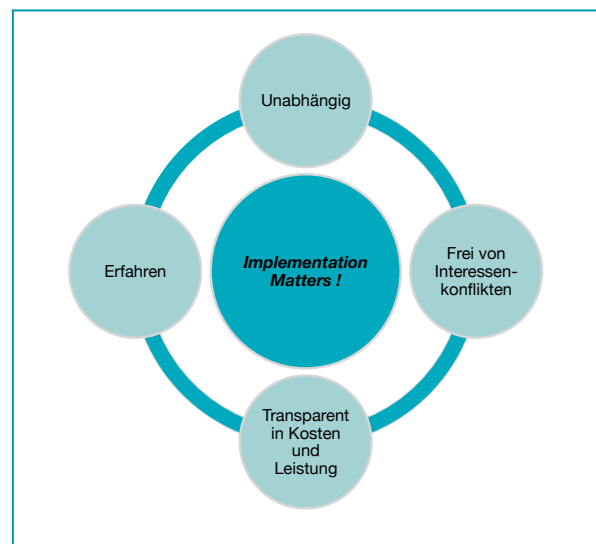 Unabhängig
Erfahren
Implementation
Matters !
Frei von
Interessen-
konflikten
Transparent
in Kosten
und
Leistung